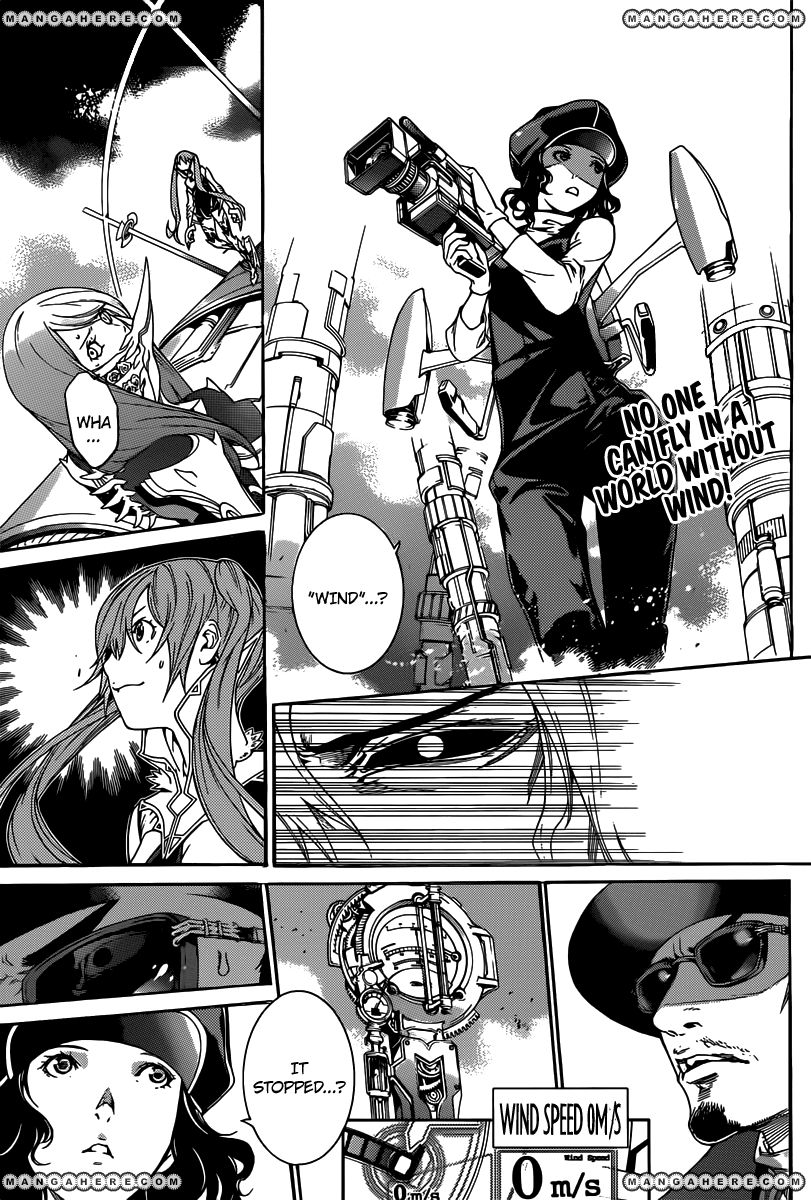 MANGAHERE.COM
MANGAHERE.COM
NO ONE
CAN FLY IN A
WORLD WITHOUT
WIND!
"WIND"...?
WHA
...
IT
STOPPED...?
WIND SPEED 0M/S
Wind Speed
0 m/s
0 m/s
MANGAHERE.COM
MANGAHERE.COM